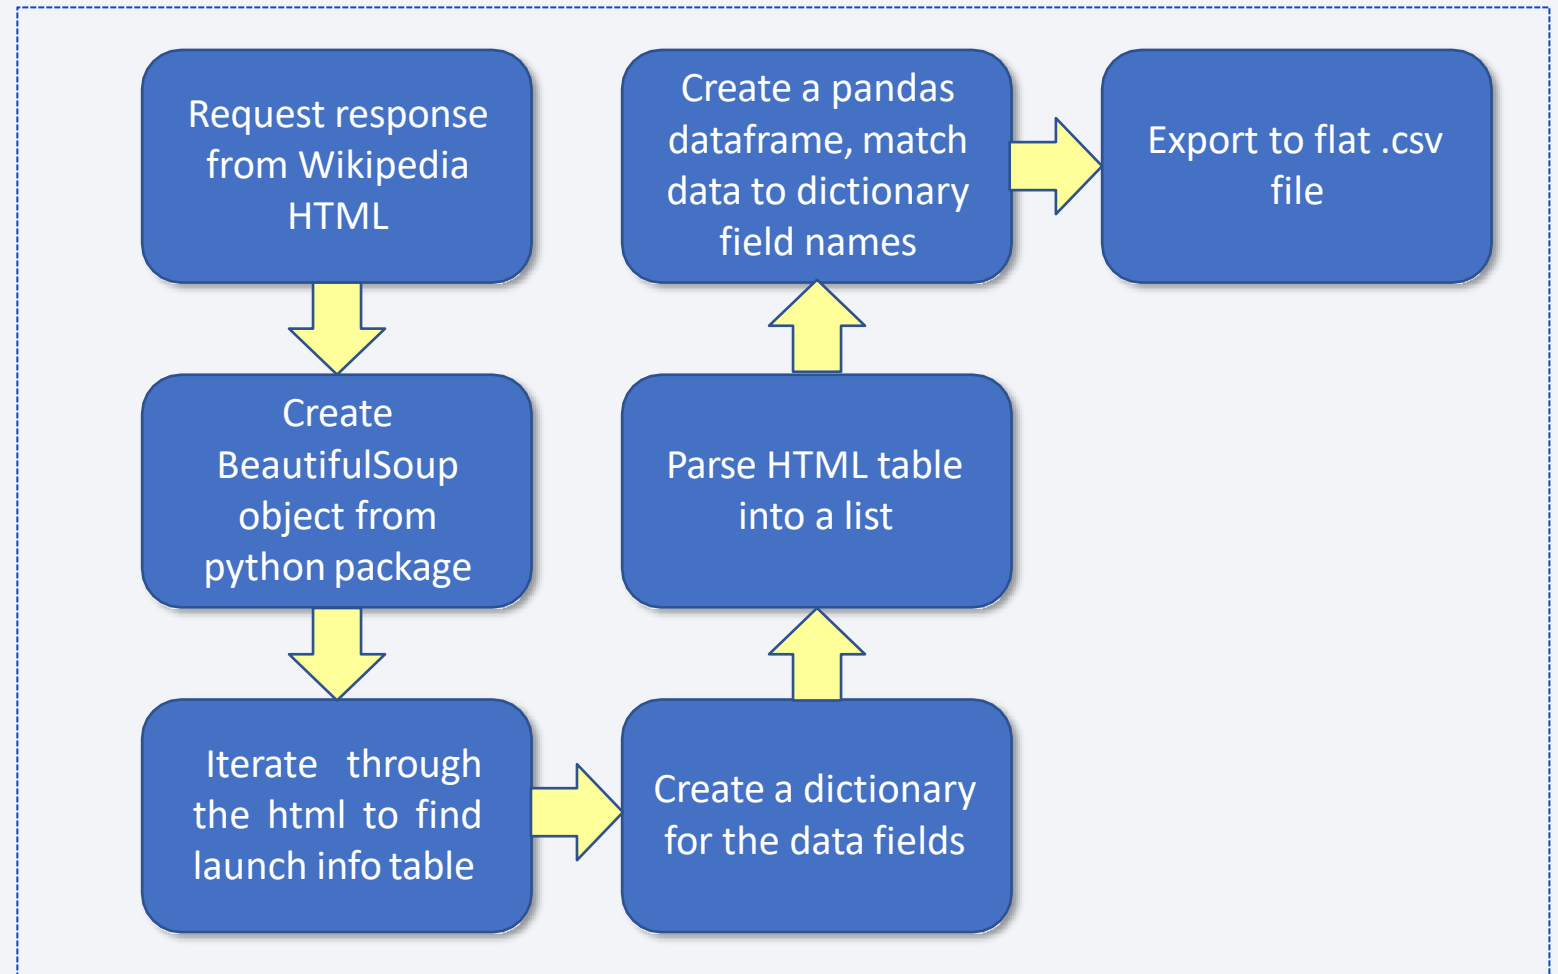 Request response
from Wikipedia
HTML
Create
BeautifulSoup
object from
python package
Iterate through
the html to find
launch info table
Create a dictionary
for the data fields
Parse HTML table
into a list
Create a pandas
dataframe, match
data to dictionary
field names
Export to flat .csv
file